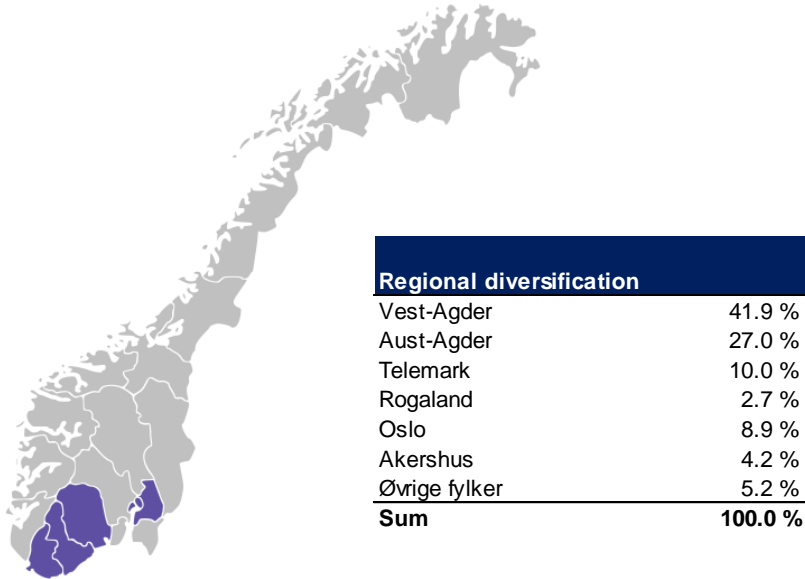 Regional diversification
Vest-Agder 41.9 %
Aust-Agder 27.0 %
Telemark 10.0 %
Rogaland 2.7 %
Oslo 8.9 %
Akershus 4.2 %
Øvrige fylker 5.2 %
Sum 100.0 %